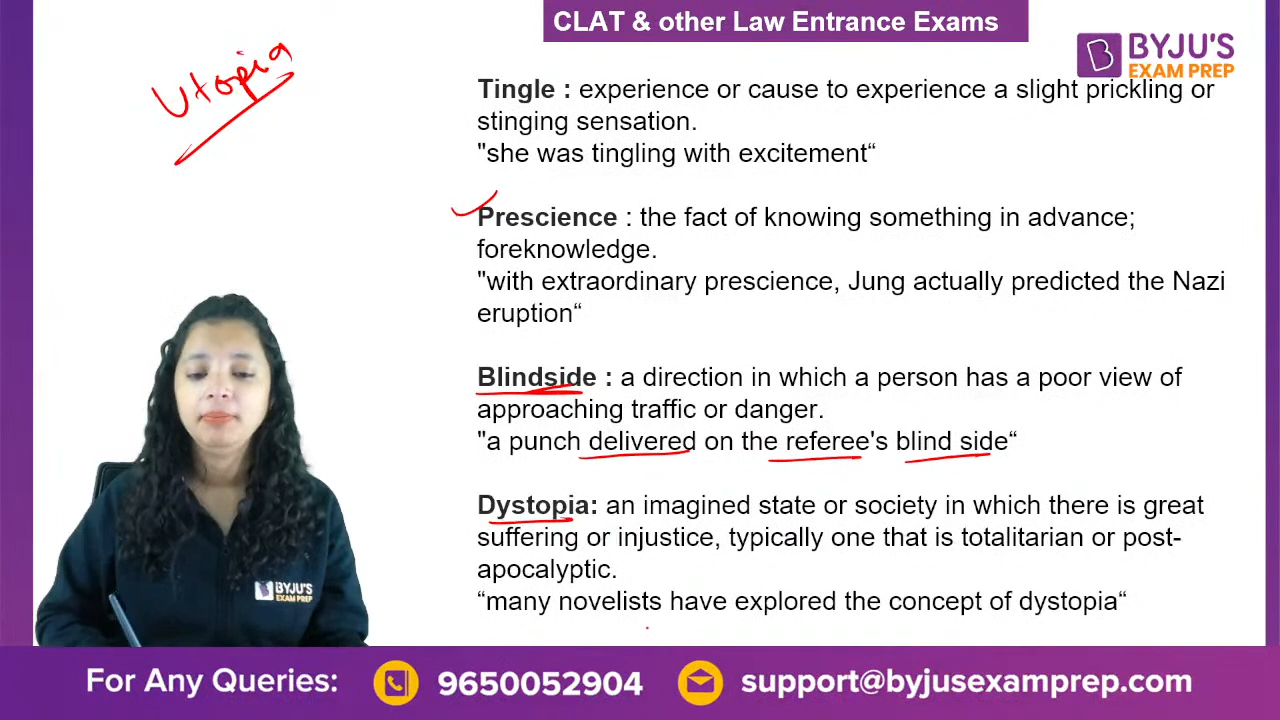 CLAT & other Law Entrance Exams
BYJU'S
EXAM PREP
Utopia
Tingle : experience or cause to experience a slight prickling or
stinging sensation.
"she was tingling with excitement“
Prescience : the fact of knowing something in advance;
foreknowledge.
"with extraordinary prescience, Jung actually predicted the Nazi
eruption“
Blindside : a direction in which a person has a poor view of
approaching traffic or danger.
"a punch delivered on the referee's blind side“
Dystopia: an imagined state or society in which there is great
suffering or injustice, typically one that is totalitarian or post-
apocalyptic.
“many novelists have explored the concept of dystopia“
BYJU'S
EXAM PREP
For Any Queries: 9650052904 support@byjusexamprep.com